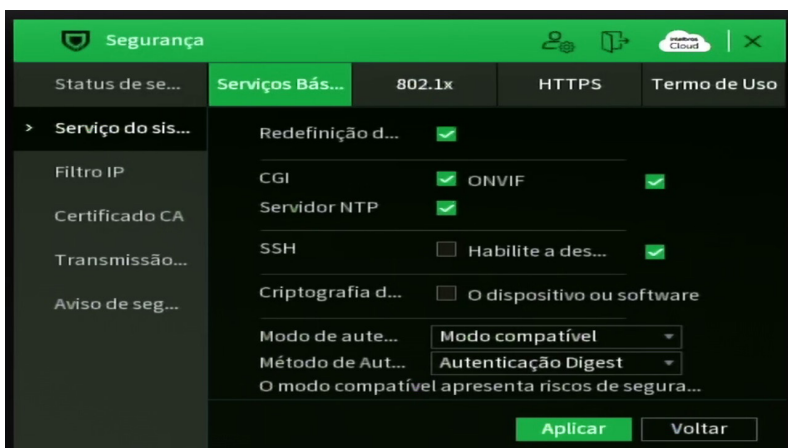 Segurança
intelbras Cloud
Status de se...
Serviços Bás...
802.1x
HTTPS
Termo de Uso
> Serviço do sis...
Filtro IP
Certificado CA
Transmissão...
Aviso de seg...
Redefinição d...
CGI
ONVIF
Servidor NTP
SSH
Habilite a des...
Criptografia d...
O dispositivo ou software
Modo de aute...
Modo compatível
Método de Aut...
Autenticação Digest
O modo compatível apresenta riscos de segura...
Aplicar
Voltar